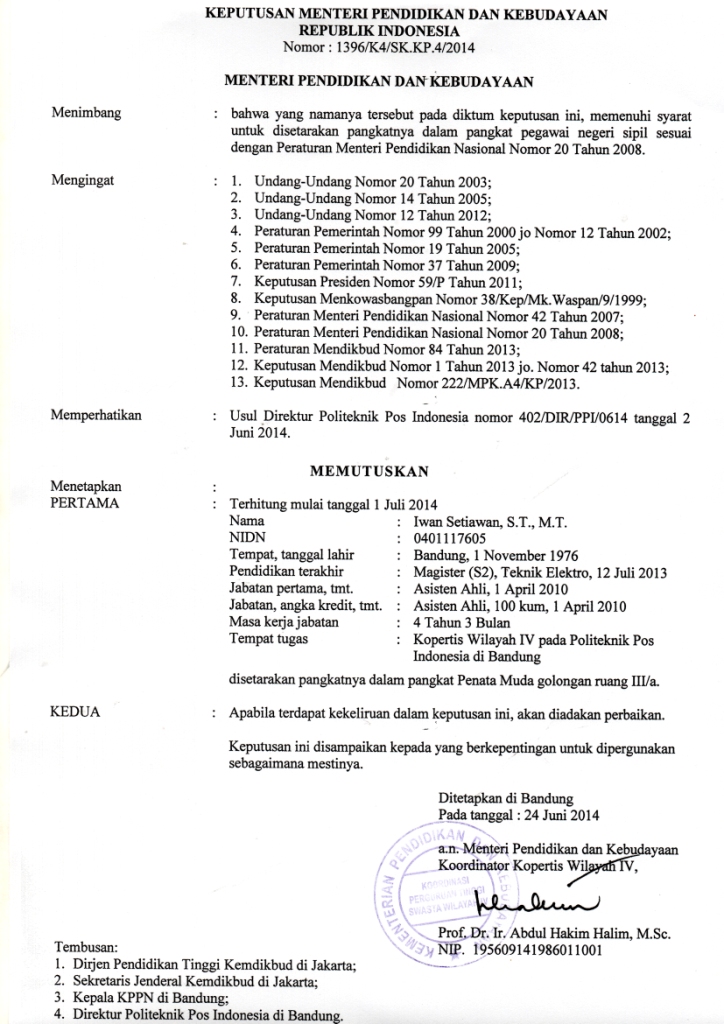 KEPUTUSAN MENTERI PENDIDIKAN DAN KEBUDAYAAN
REPUBLIK INDONESIA
Nomor : 1396/K4/SK.KP.4/2014
MENTERI PENDIDIKAN DAN KEBUDAYAAN
Menimbang : bahwa yang namanya tersebut pada diktum keputusan ini, memenuhi syarat
untuk disetarakan pangkatnya dalam pangkat pegawai negeri sipil sesuai
dengan Peraturan Menteri Pendidikan Nasional Nomor 20 Tahun 2008.
Mengingat : 1. Undang-Undang Nomor 20 Tahun 2003;
2. Undang-Undang Nomor 14 Tahun 2005;
3. Undang-Undang Nomor 12 Tahun 2012;
4. Peraturan Pemerintah Nomor 99 Tahun 2000 jo Nomor 12 Tahun 2002;
5. Peraturan Pemerintah Nomor 19 Tahun 2005;
6. Peraturan Pemerintah Nomor 37 Tahun 2009;
7. Keputusan Presiden Nomor 59/P Tahun 2011;
8. Keputusan Menkowasbangpan Nomor 38/Kep/Mk.Waspan/9/1999;
9. Peraturan Menteri Pendidikan Nasional Nomor 42 Tahun 2007;
10. Peraturan Menteri Pendidikan Nasional Nomor 20 Tahun 2008;
11. Peraturan Mendikbud Nomor 84 Tahun 2013;
12. Keputusan Mendikbud Nomor 1 Tahun 2013 jo. Nomor 42 tahun 2013;
13. Keputusan Mendikbud Nomor 222/MPK.A4/KP/2013.
Memperhatikan : Usul Direktur Politeknik Pos Indonesia nomor 402/DIR/PPI/0614 tanggal 2
Juni 2014.
MEMUTUSKAN
Menetapkan :
PERTAMA : Terhitung mulai tanggal 1 Juli 2014
Nama : Iwan Setiawan, S.T., M.T.
NIDN : 0401117605
Tempat, tanggal lahir : Bandung, 1 November 1976
Pendidikan terakhir : Magister (S2), Teknik Elektro, 12 Juli 2013
Jabatan pertama, tmt. : Asisten Ahli, 1 April 2010
Jabatan, angka kredit, tmt. : Asisten Ahli, 100 kum, 1 April 2010
Masa kerja jabatan : 4 Tahun 3 Bulan
Tempat tugas : Kopertis Wilayah IV pada Politeknik Pos
Indonesia di Bandung
disetarakan pangkatnya dalam pangkat Penata Muda golongan ruang III/a.
KEDUA : Apabila terdapat kekeliruan dalam keputusan ini, akan diadakan perbaikan.
Keputusan ini disampaikan kepada yang berkepentingan untuk dipergunakan
sebagaimana mestinya.
Ditetapkan di Bandung
Pada tanggal : 24 Juni 2014
a.n. Menteri Pendidikan dan Kebudayaan
Koordinator Kopertis Wilayah IV,
KEMENTERIAN PENDIDIKAN DAN KEBUDAYAAN
KOORDINASI
PERGURUAN TINGGI
SWASTA WILAYAH IV
Prof. Dr. Ir. Abdul Hakim Halim, M.Sc.
NIP. 195609141986011001
Tembusan:
1. Dirjen Pendidikan Tinggi Kemdikbud di Jakarta;
2. Sekretaris Jenderal Kemdikbud di Jakarta;
3. Kepala KPPN di Bandung;
4. Direktur Politeknik Pos Indonesia di Bandung.